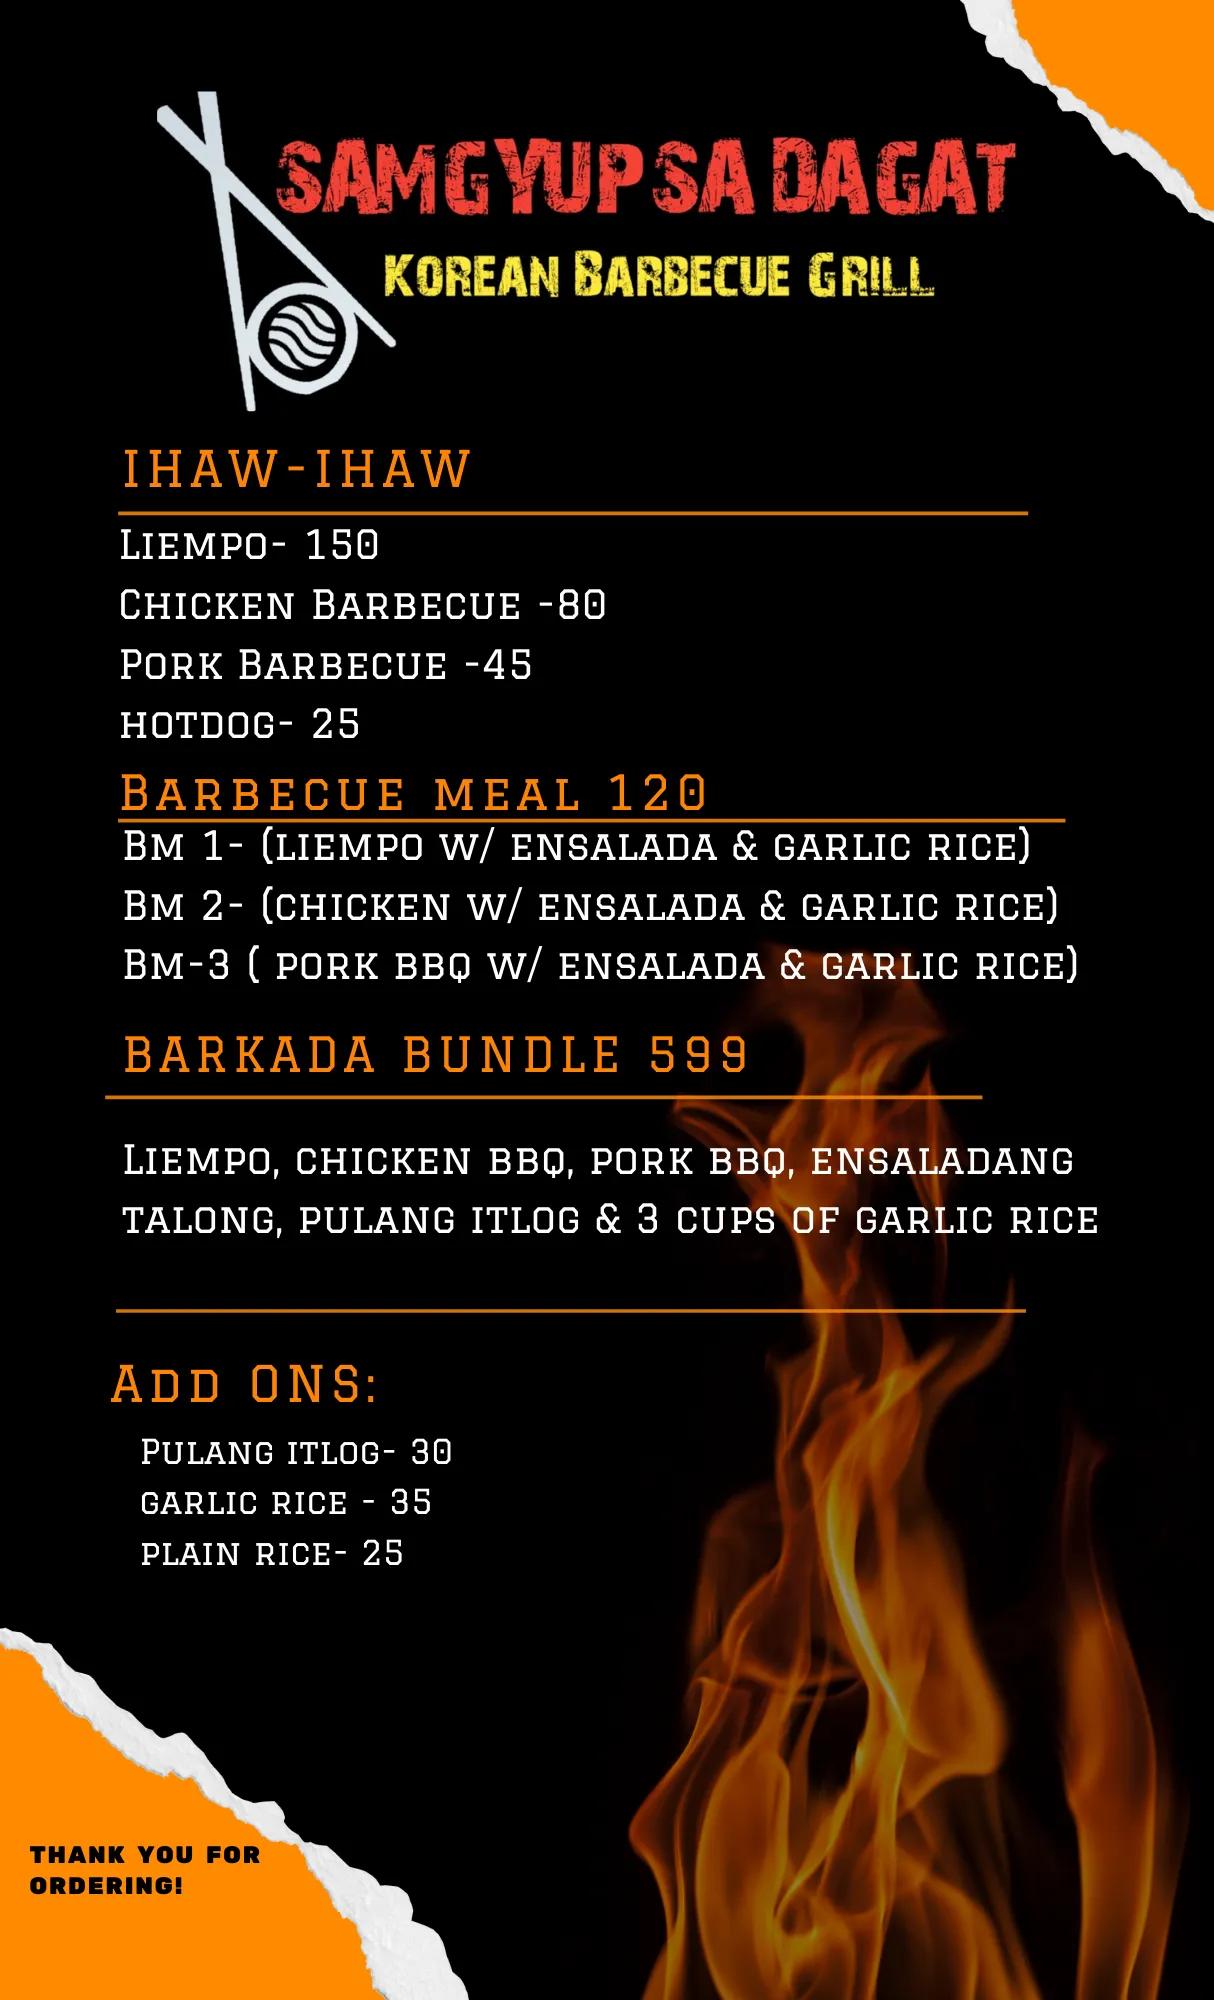 SAMGYUP SA DAGAT
KOREAN BARBECUE GRILL
IHAW-IHAW
LIEMPO- 150
CHICKEN BARBECUE -80
PORK BARBECUE -45
HOTDOG- 25
BARBECUE MEAL 120
BM 1- (LIEMPO W/ ENSALADA & GARLIC RICE)
BM 2- (CHICKEN W/ ENSALADA & GARLIC RICE)
BM-3 ( PORK BBQ W/ ENSALADA & GARLIC RICE)
BARKADA BUNDLE 599
LIEMPO, CHICKEN BBQ, PORK BBQ, ENSALADANG
TALONG, PULANG ITLOG & 3 CUPS OF GARLIC RICE
ADD ONS:
PULANG ITLOG- 30
GARLIC RICE - 35
PLAIN RICE- 25
THANK YOU FOR
ORDERING!